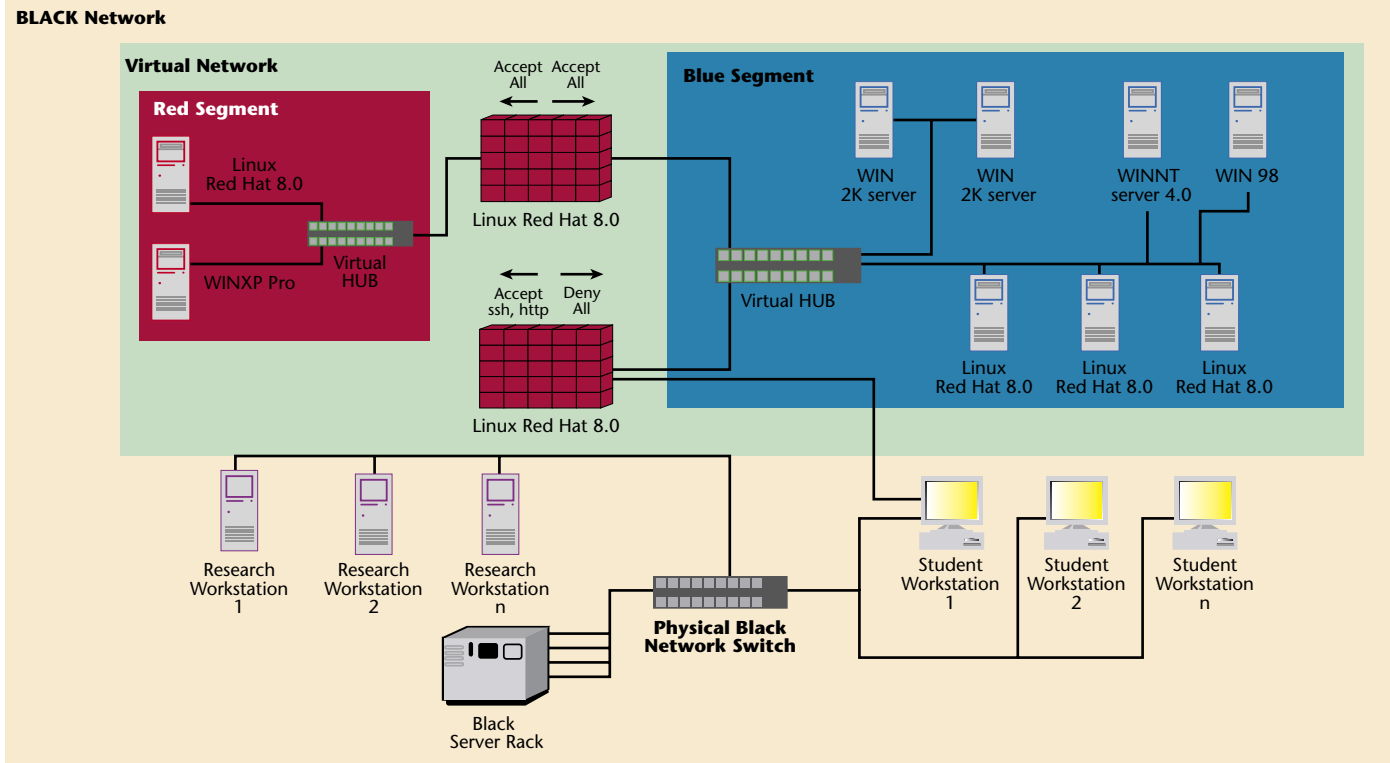 BLACK Network
Virtual Network
Red Segment
Linux
Red Hat 8.0
WINXP Pro
Virtual
HUB
Accept
All
Accept
All
Linux Red Hat 8.0
Accept
ssh, http
Deny
All
Linux Red Hat 8.0
Blue Segment
WIN
2K server
WIN
2K server
WINNT
server 4.0
WIN 98
Virtual HUB
Linux
Red Hat 8.0
Linux
Red Hat 8.0
Linux
Red Hat 8.0
Research
Workstation
1
Research
Workstation
2
Research
Workstation
n
Physical Black
Network Switch
Student
Workstation
1
Student
Workstation
2
Student
Workstation
n
Black
Server Rack